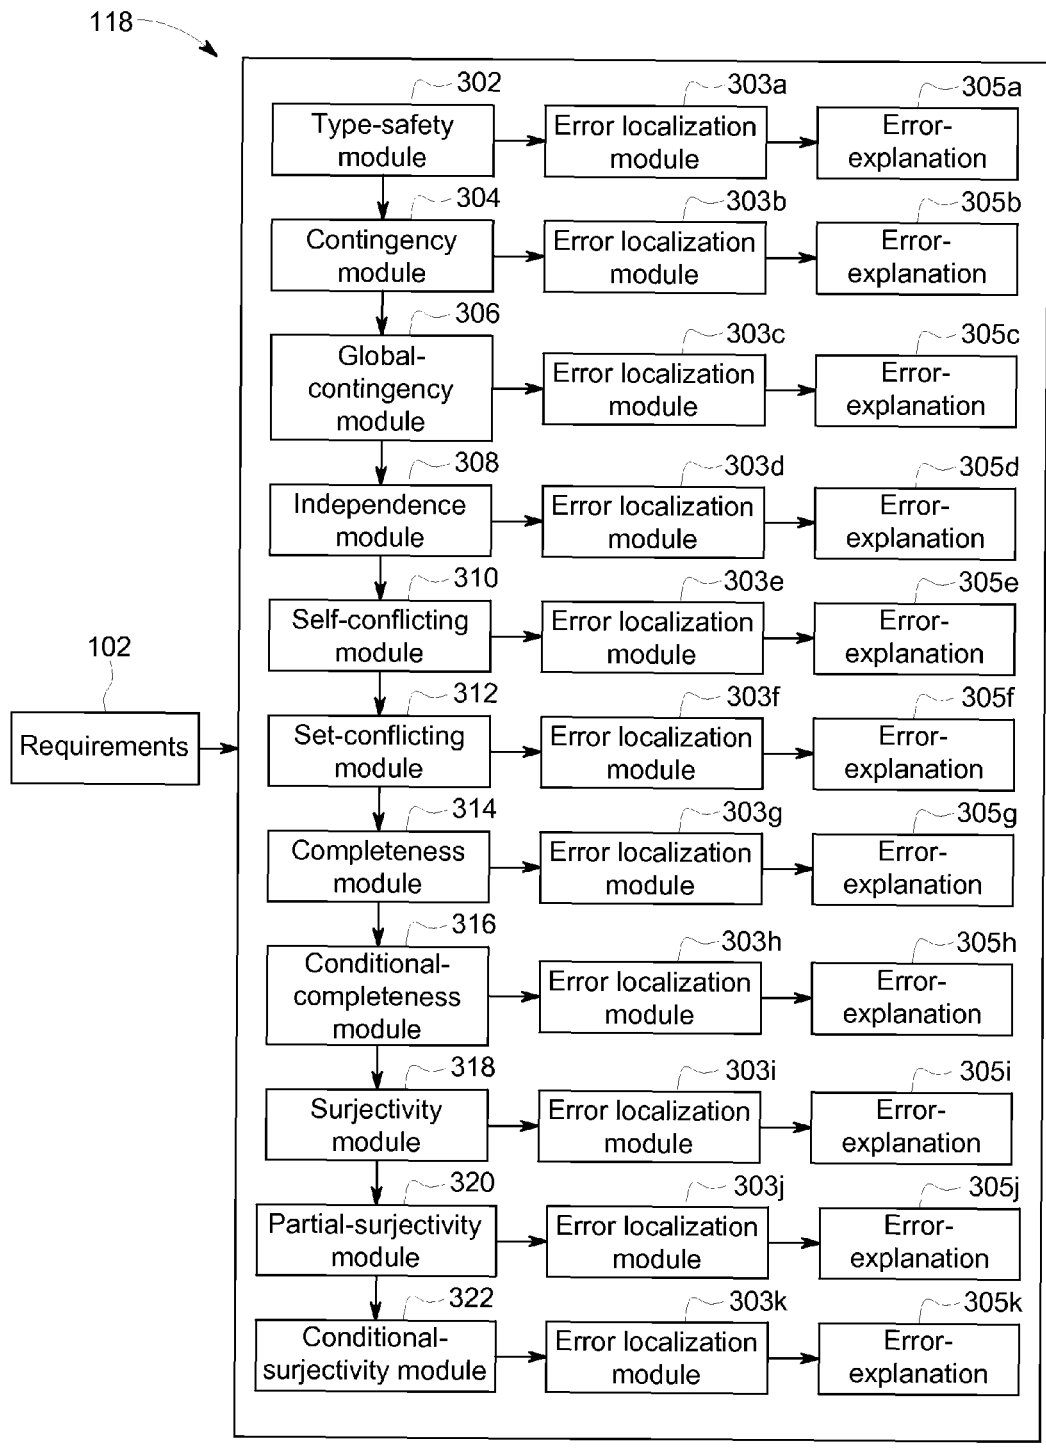 118
302
303a
305a
Type-safety
module
Error localization
module
Error-
explanation
304
303b
305b
Contingency
module
Error localization
module
Error-
explanation
306
303c
305c
Global-
contingency
module
Error localization
module
Error-
explanation
308
303d
305d
Independence
module
Error localization
module
Error-
explanation
310
303e
305e
Self-conflicting
module
Error localization
module
Error-
explanation
102
Requirements
312
303f
305f
Set-conflicting
module
Error localization
module
Error-
explanation
314
303g
305g
Completeness
module
Error localization
module
Error-
explanation
316
303h
305h
Conditional-
completeness
module
Error localization
module
Error-
explanation
318
303i
305i
Surjectivity
module
Error localization
module
Error-
explanation
320
303j
305j
Partial-surjectivity
module
Error localization
module
Error-
explanation
322
303k
305k
Conditional-
surjectivity module
Error localization
module
Error-
explanation